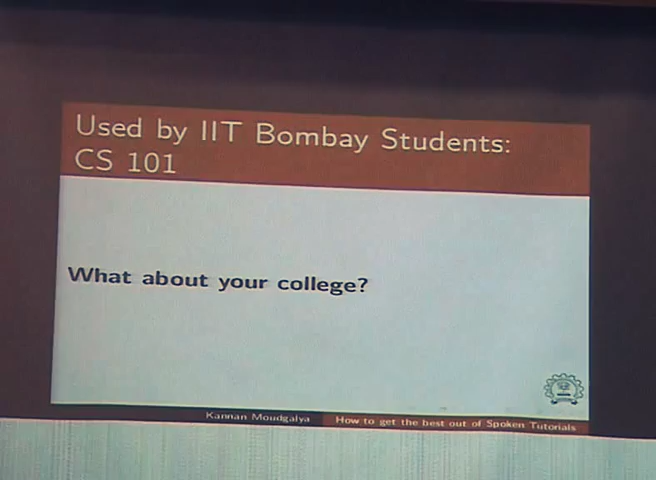 Used by IIT Bombay Students:
CS 101
What about your college?
Kannan Moudgalya
How to get the best out of Spoken Tutorials